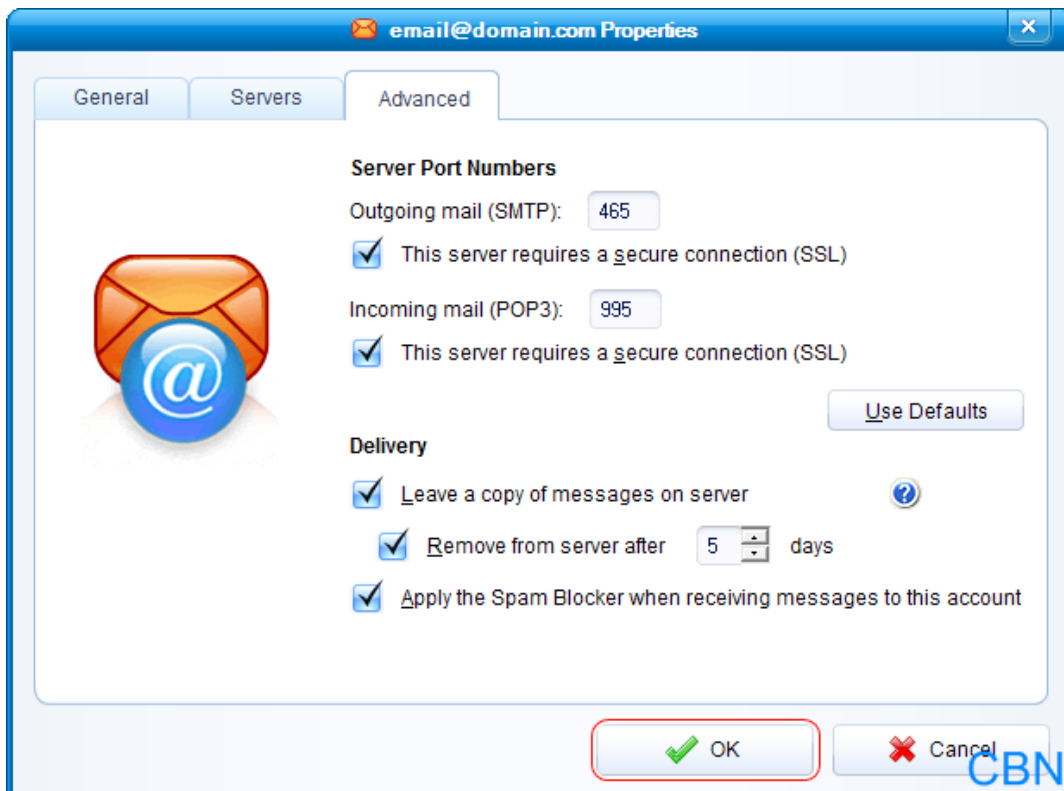 email@domain.com Properties
General Servers Advanced
Server Port Numbers
Outgoing mail (SMTP): 465
This server requires a secure connection (SSL)
Incoming mail (POP3): 995
This server requires a secure connection (SSL)
Use Defaults
Delivery
Leave a copy of messages on server
Remove from server after 5 days
Apply the Spam Blocker when receiving messages to this account
OK Cancel
CBN